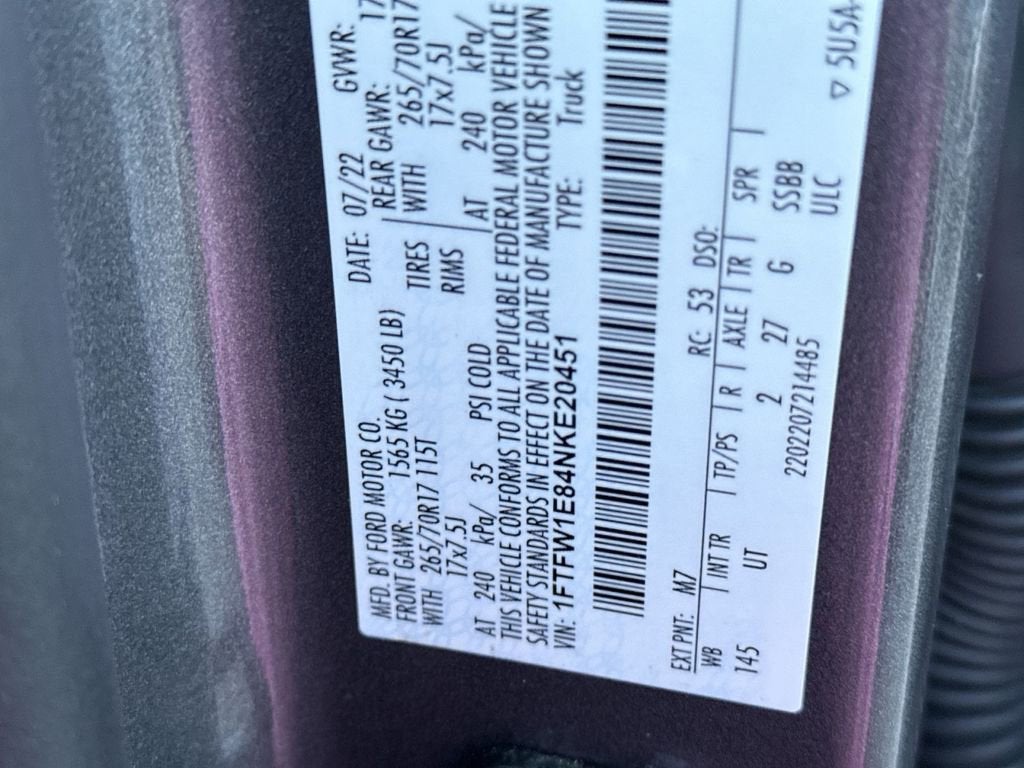 MFD. BY FORD MOTOR CO. DATE: 07/22 GVWR: 17
FRONT GAWR: 1565 KG ( 3450 LB) REAR GAWR:
WITH 265/70R17 115T TIRES WITH 265/70R17
17x7.5J RIMS 17x7.5J
AT 240 kPa/ 35 PSI COLD AT 240 kPa/
THIS VEHICLE CONFORMS TO ALL APPLICABLE FEDERAL MOTOR VEHICLE
SAFETY STANDARDS IN EFFECT ON THE DATE OF MANUFACTURE SHOWN
VIN: 1FTFW1E84NKE20451 TYPE: Truck
EXT PNT: M7 RC: 53 DSO:
WB | INT TR | TP/PS | R | AXLE | TR | SPR |
145 UT 2 27 G SSBB
2202207214485 ULC
▽ 5U5A